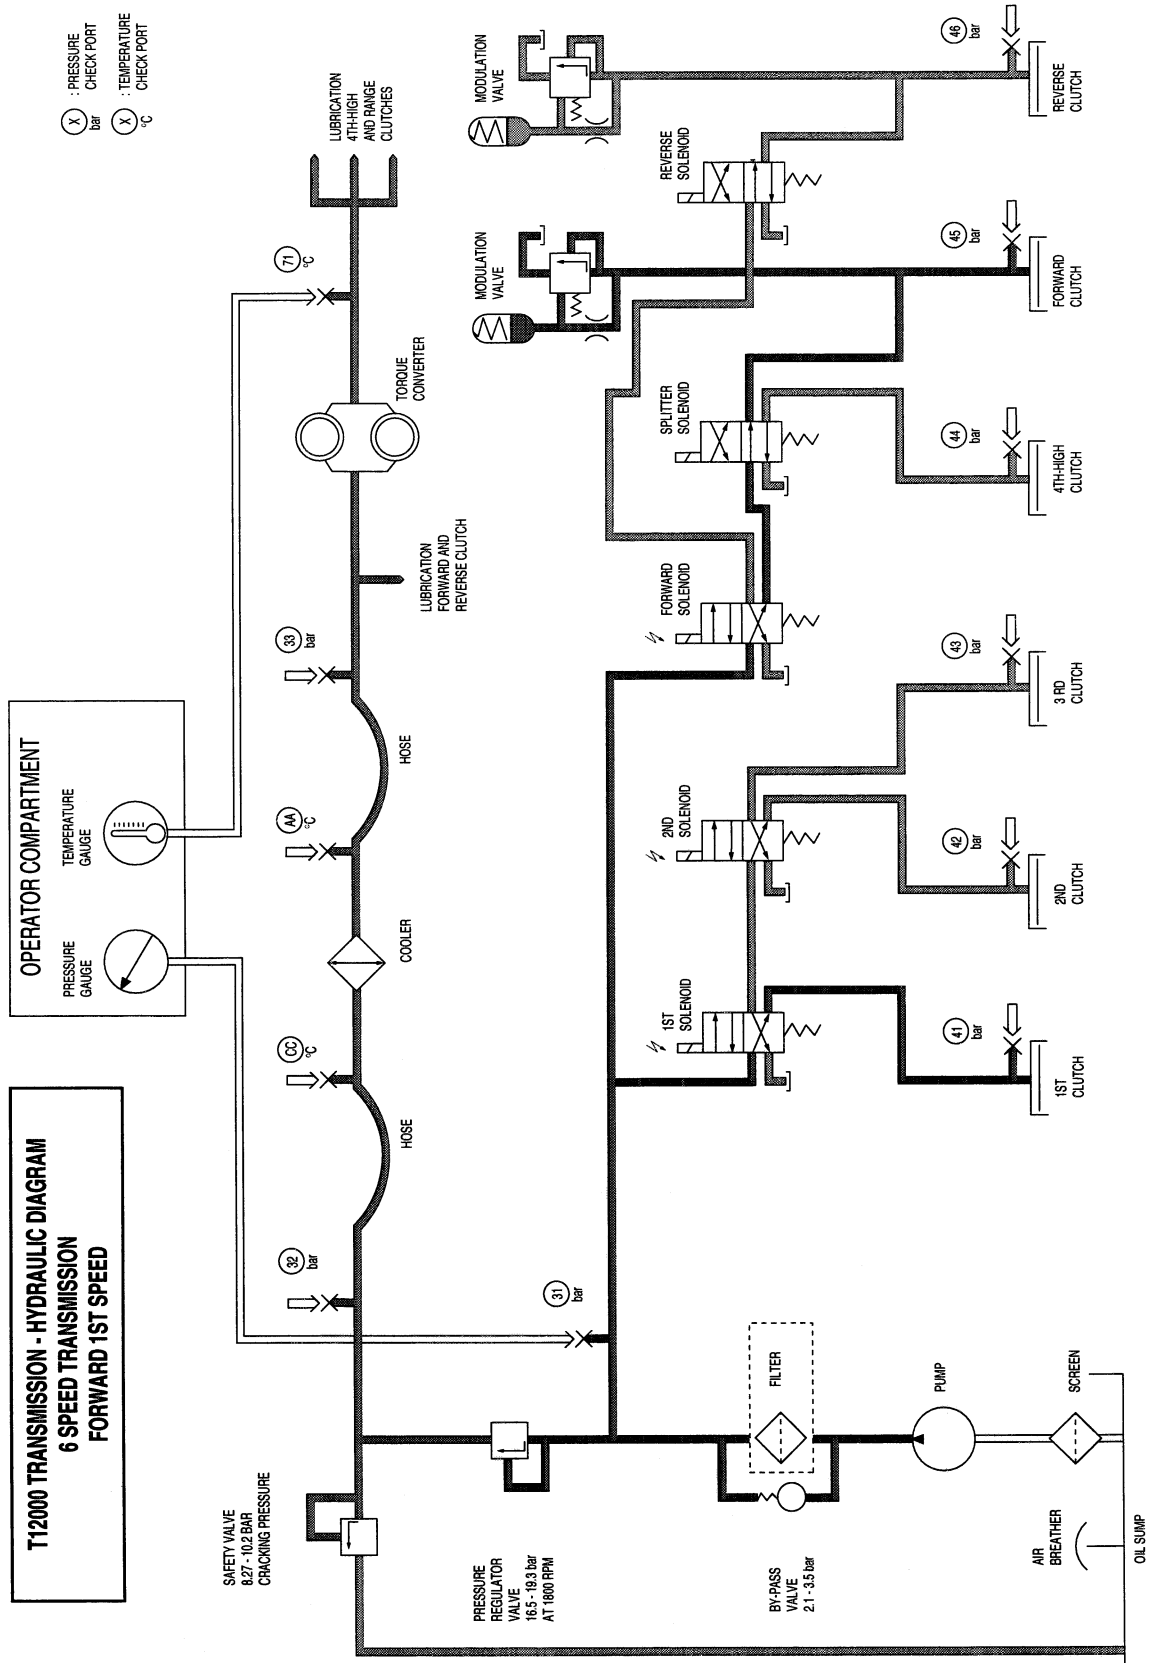 T12000 TRANSMISSION - HYDRAULIC DIAGRAM
6 SPEED TRANSMISSION
FORWARD 1ST SPEED
OPERATOR COMPARTMENT
PRESSURE
GAUGE
TEMPERATURE
GAUGE
X
bar
: PRESSURE
CHECK PORT
X
°C
: TEMPERATURE
CHECK PORT
SAFETY VALVE
8.27 - 10.2 BAR
CRACKING PRESSURE
32
bar
HOSE
CC
°C
COOLER
AA
°C
HOSE
33
bar
LUBRICATION
FORWARD AND
REVERSE CLUTCH
TORQUE
CONVERTER
71
°C
LUBRICATION
4TH-HIGH
AND RANGE
CLUTCHES
PRESSURE
REGULATOR
VALVE
16.5 - 19.3 bar
AT 1800 RPM
31
bar
MODULATION
VALVE
MODULATION
VALVE
1ST
SOLENOID
2ND
SOLENOID
FORWARD
SOLENOID
SPLITTER
SOLENOID
REVERSE
SOLENOID
BY-PASS
VALVE
2.1 - 3.5 bar
FILTER
PUMP
41
bar
42
bar
43
bar
44
bar
45
bar
46
bar
AIR
BREATHER
SCREEN
1ST
CLUTCH
2ND
CLUTCH
3 RD
CLUTCH
4TH-HIGH
CLUTCH
FORWARD
CLUTCH
REVERSE
CLUTCH
OIL SUMP